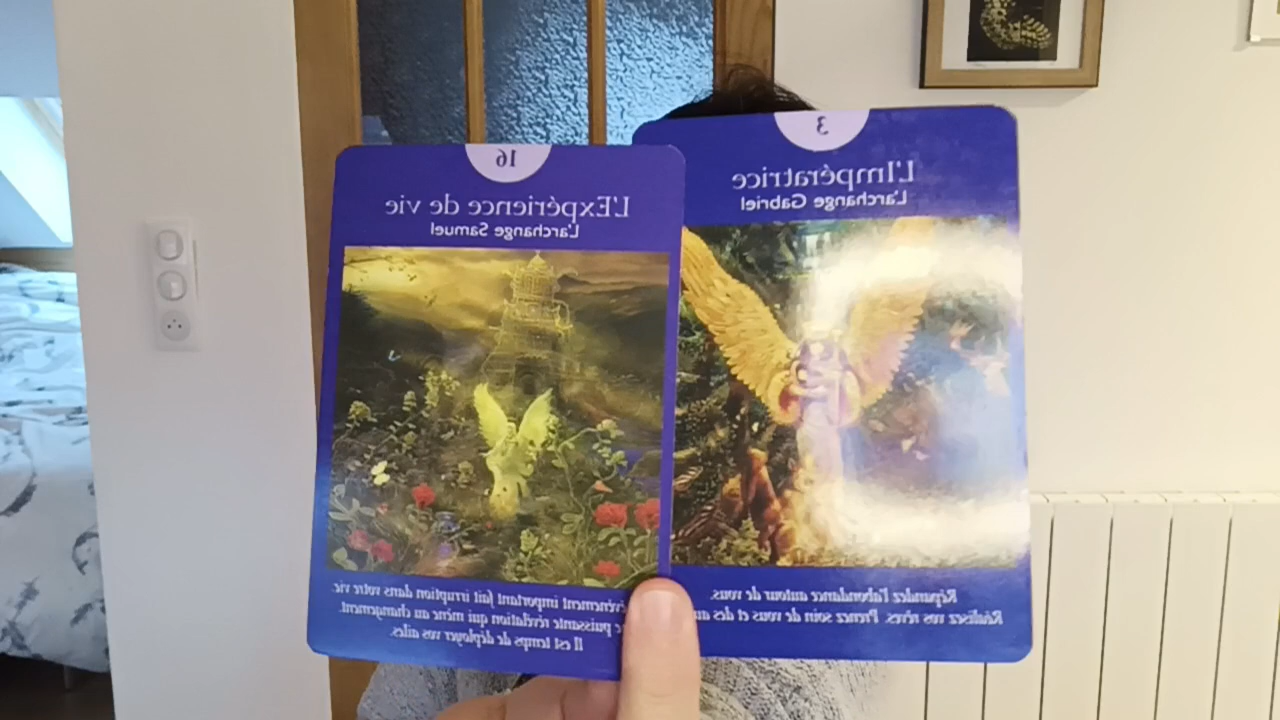 16
L'Expérience de vie
L'archange Samuel
événement important fait irruption dans votre vie.
puissante révélation qui mène au changement.
Il est temps de déployer vos ailes.
3
L'Impératrice
L'archange Gabriel
Répandez l'abondance autour de vous.
Réalisez vos rêves. Prenez soin de vous et des